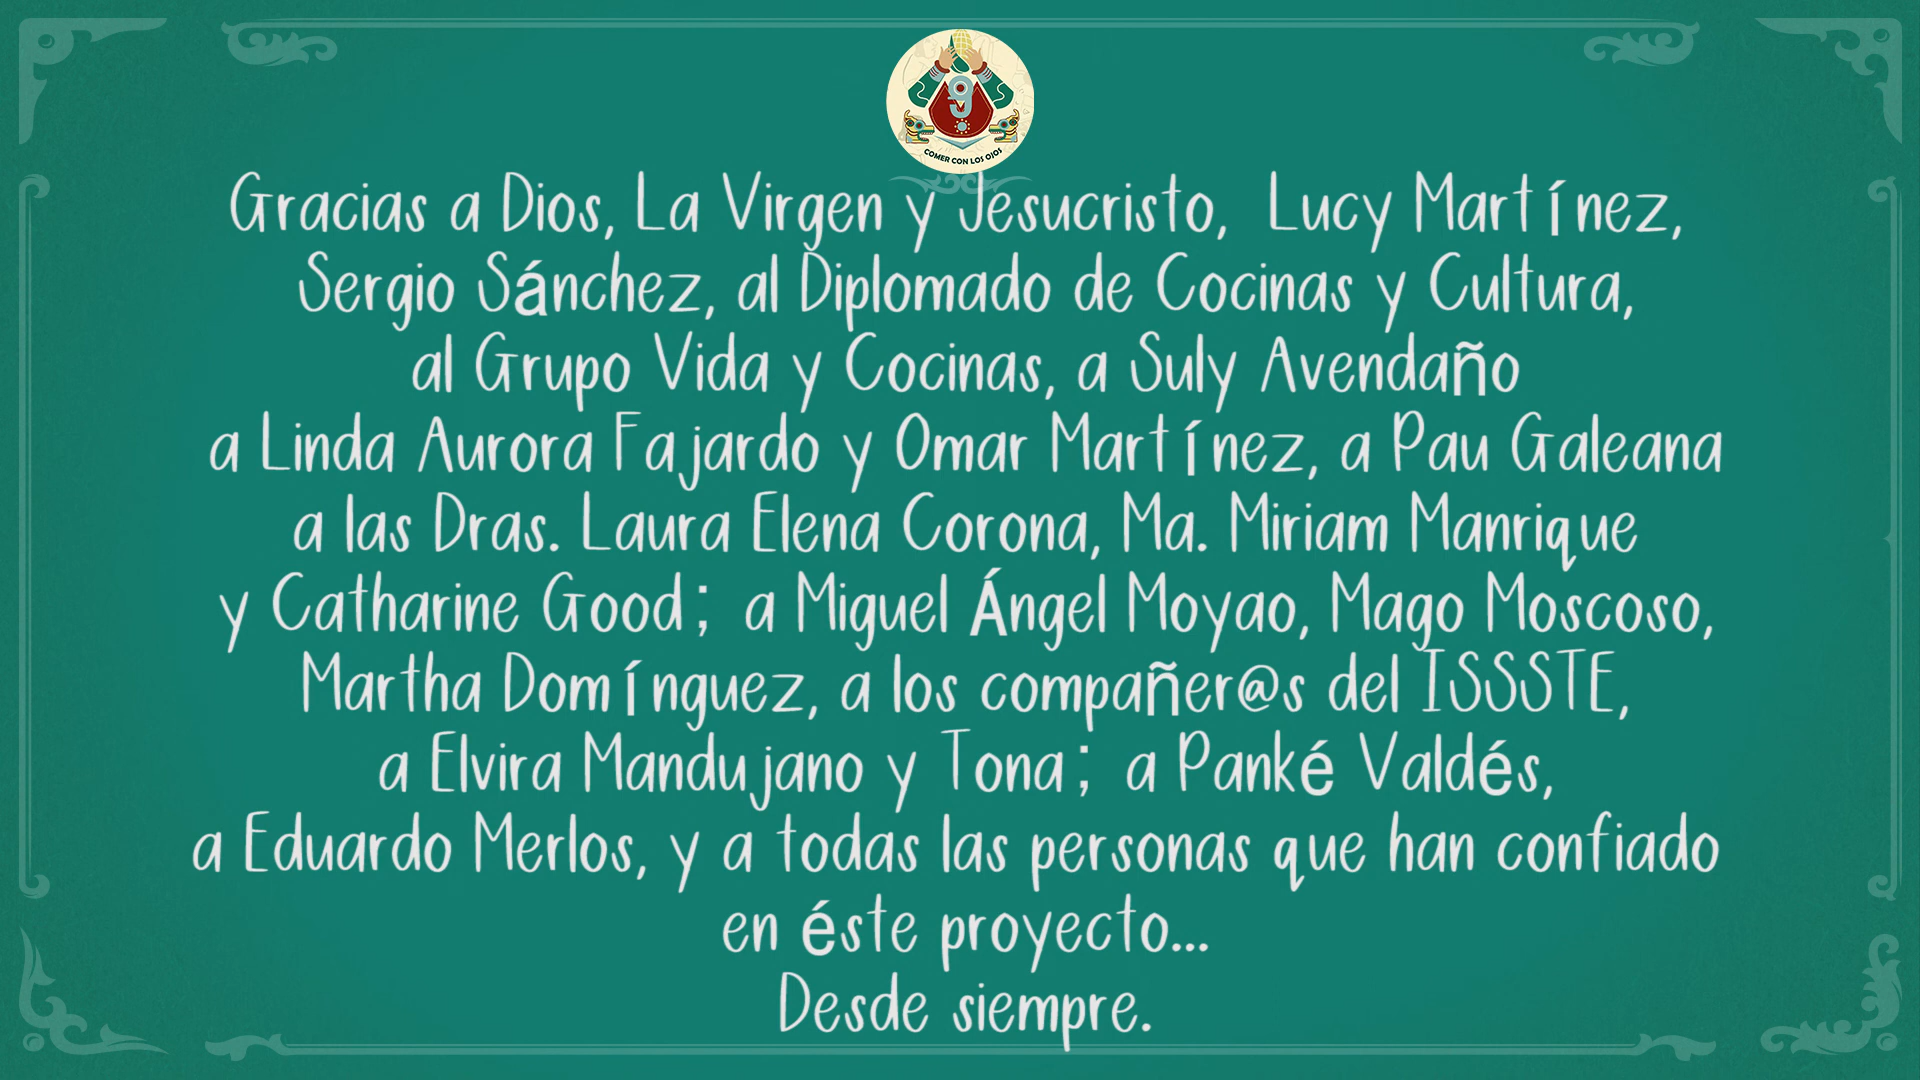 COMER CON LOS OJOS
Gracias a Dios, La Virgen y Jesucristo, Lucy Martínez,
Sergio Sánchez, al Diplomado de Cocinas y Cultura,
al Grupo Vida y Cocinas, a Suly Avendaño
a Linda Aurora Fajardo y Omar Martínez, a Pau Galeana
a las Dras. Laura Elena Corona, Ma. Miriam Manrique
y Catharine Good; a Miguel Ángel Moyao, Mago Moscoso,
Martha Domínguez, a los compañer@s del ISSSTE,
a Elvira Mandujano y Tona; a Panké Valdés,
a Eduardo Merlos, y a todas las personas que han confiado
en éste proyecto...
Desde siempre.